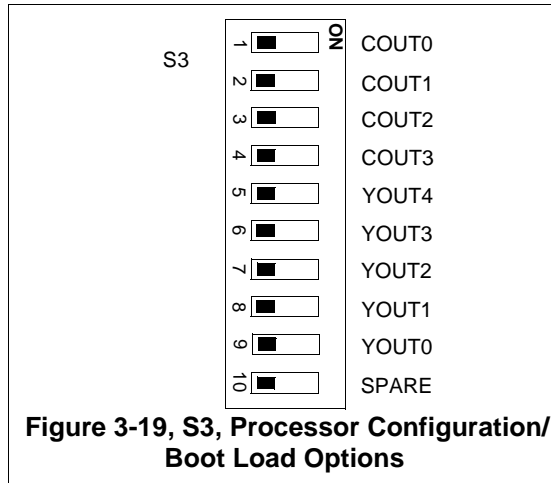 S3
ON
1 COUT0
2 COUT1
3 COUT2
4 COUT3
5 YOUT4
6 YOUT3
7 YOUT2
8 YOUT1
9 YOUT0
10 SPARE
Figure 3-19, S3, Processor Configuration/
Boot Load Options